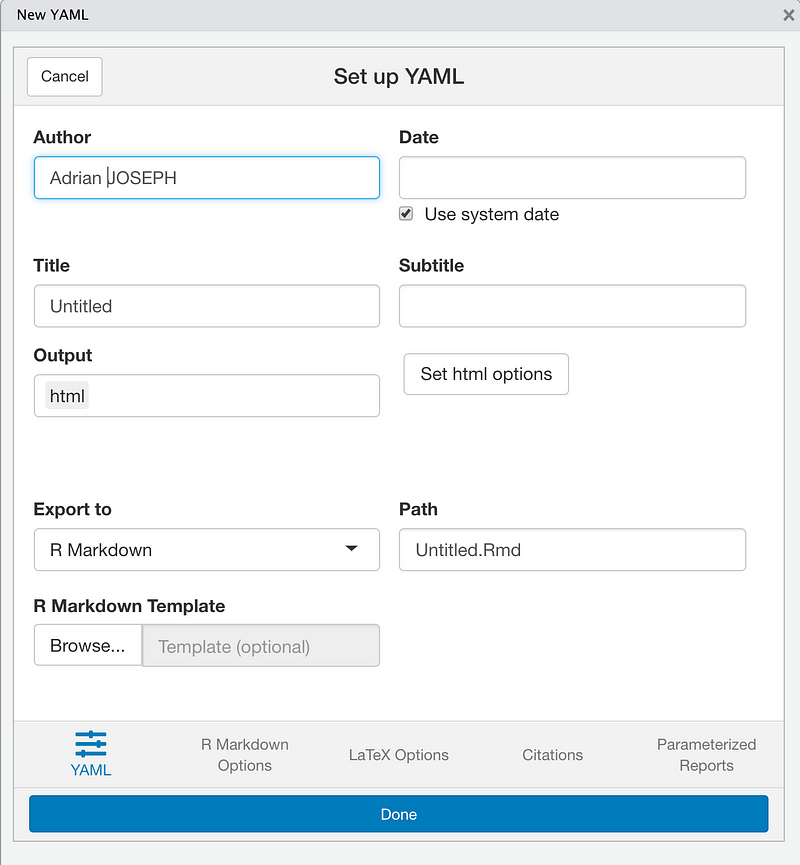 New YAML
Cancel
Set up YAML
Author
Date
Adrian JOSEPH
Use system date
Title
Subtitle
Untitled
Output
html
Set html options
Export to
Path
R Markdown
Untitled.Rmd
R Markdown Template
Browse...
Template (optional)
YAML
R Markdown
Options
LaTeX Options
Citations
Parameterized
Reports
Done